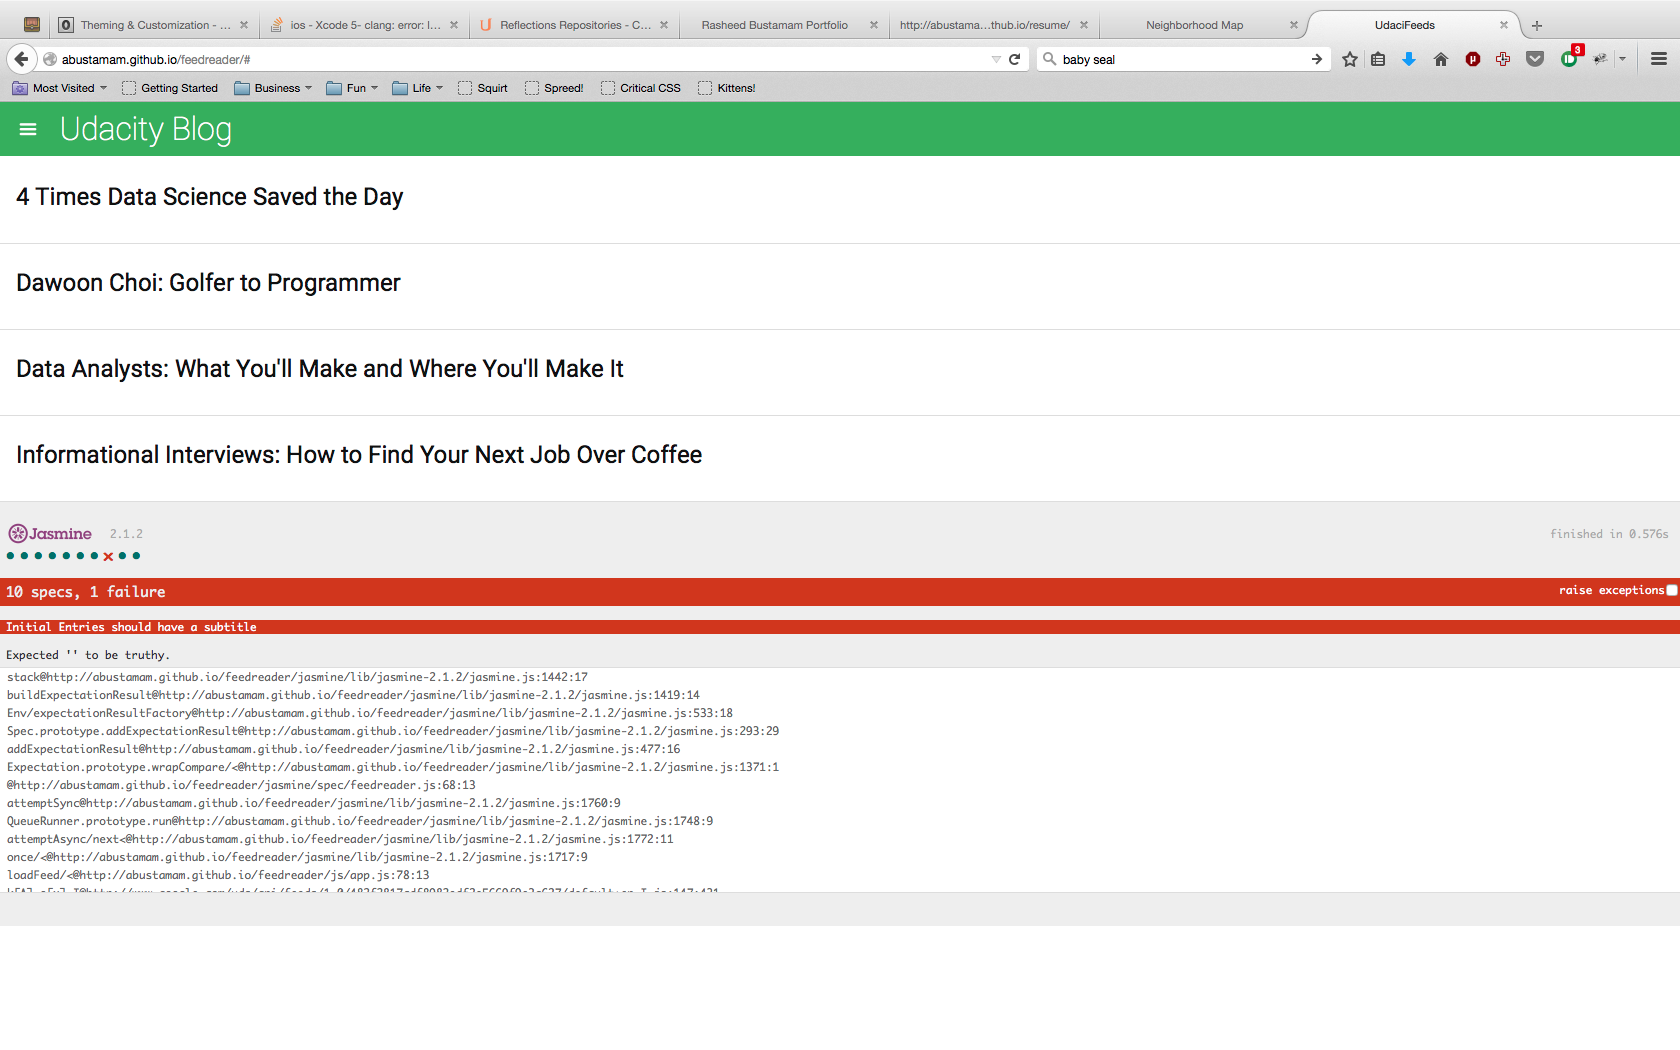 Theming & Customization - ...
ios - Xcode 5- clang: error: l...
Reflections Repositories - C...
Rasheed Bustamam Portfolio
http://abustama...thub.io/resume/
Neighborhood Map
UdaciFeeds
abustamam.github.io/feedreader/#
baby seal
3
Most Visited
Getting Started
Business
Fun
Life
Squirt
Spreed!
Critical CSS
Kittens!
Udacity Blog
4 Times Data Science Saved the Day
Dawoon Choi: Golfer to Programmer
Data Analysts: What You'll Make and Where You'll Make It
Informational Interviews: How to Find Your Next Job Over Coffee
Jasmine 2.1.2
finished in 0.576s
10 specs, 1 failure
raise exceptions
Initial Entries should have a subtitle
Expected '' to be truthy.
stack@http://abustamam.github.io/feedreader/jasmine/lib/jasmine-2.1.2/jasmine.js:1442:17
buildExpectationResult@http://abustamam.github.io/feedreader/jasmine/lib/jasmine-2.1.2/jasmine.js:1419:14
Env/expectationResultFactory@http://abustamam.github.io/feedreader/jasmine/lib/jasmine-2.1.2/jasmine.js:533:18
Spec.prototype.addExpectationResult@http://abustamam.github.io/feedreader/jasmine/lib/jasmine-2.1.2/jasmine.js:293:29
addExpectationResult@http://abustamam.github.io/feedreader/jasmine/lib/jasmine-2.1.2/jasmine.js:477:16
Expectation.prototype.wrapCompare/<@http://abustamam.github.io/feedreader/jasmine/lib/jasmine-2.1.2/jasmine.js:1371:1
@http://abustamam.github.io/feedreader/jasmine/spec/feedreader.js:68:13
attemptSync@http://abustamam.github.io/feedreader/jasmine/lib/jasmine-2.1.2/jasmine.js:1760:9
QueueRunner.prototype.run@http://abustamam.github.io/feedreader/jasmine/lib/jasmine-2.1.2/jasmine.js:1748:9
attemptAsync/next<@http://abustamam.github.io/feedreader/jasmine/lib/jasmine-2.1.2/jasmine.js:1772:11
once/<@http://abustamam.github.io/feedreader/jasmine/lib/jasmine-2.1.2/jasmine.js:1717:9
loadFeed/<@http://abustamam.github.io/feedreader/js/app.js:78:13